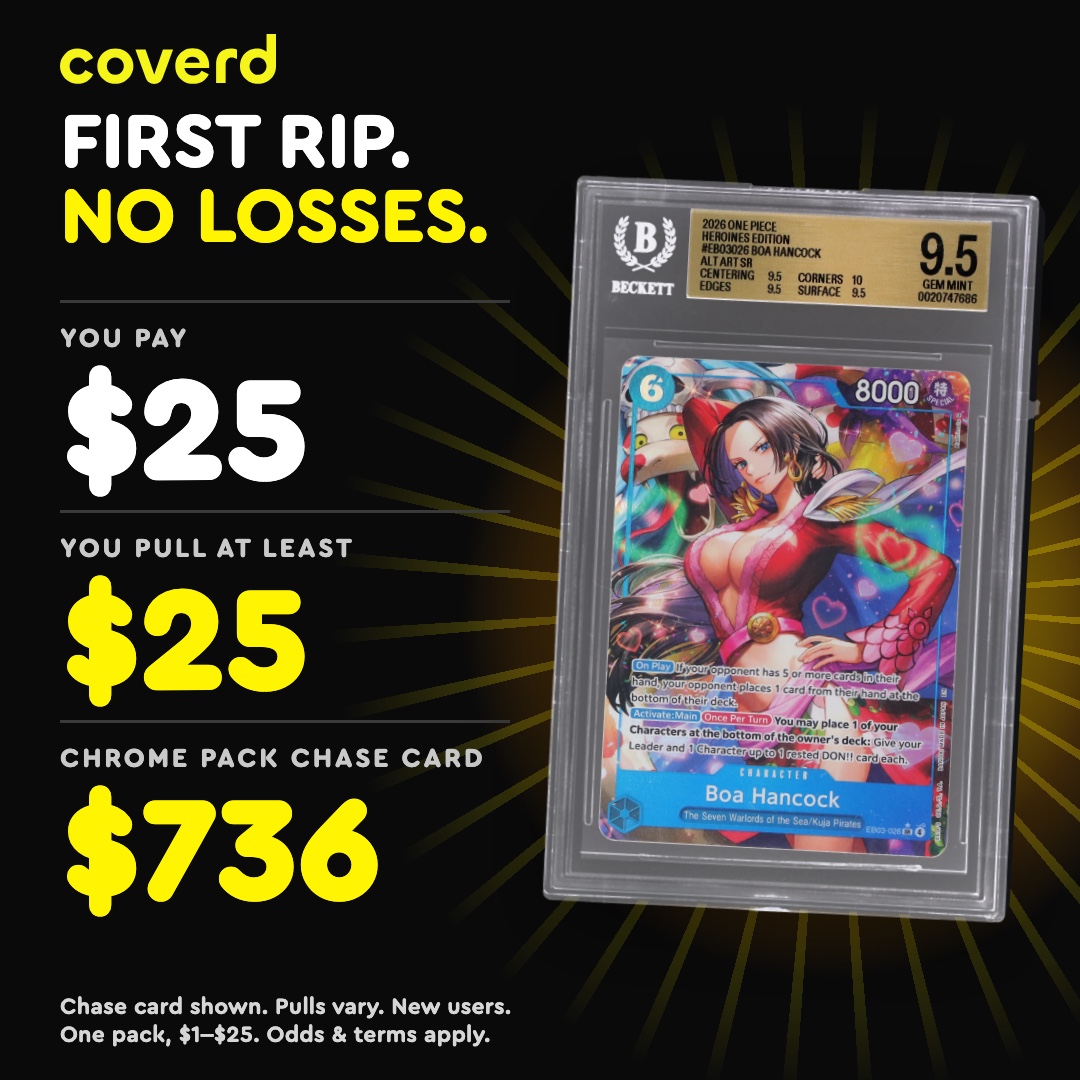 coverd
FIRST RIP.
NO LOSSES.
YOU PAY
$25
YOU PULL AT LEAST
$25
CHROME PACK CHASE CARD
$736
Chase card shown. Pulls vary. New users.
One pack, $1–$25. Odds & terms apply.
B
BECKETT
2026 ONE PIECE
HEROINES EDITION
#EB03026 BOA HANCOCK
ALT ART SR
CENTERING 9.5 CORNERS 10
EDGES 9.5 SURFACE 9.5
9.5
GEM MINT
0020747686
6
8000
特
SPECIAL
On Play If your opponent has 5 or more cards in their
hand, your opponent places 1 card from their hand at the
bottom of their deck.
Activate:Main Once Per Turn You may place 1 of your
Characters at the bottom of the owner's deck: Give your
Leader and 1 Character up to 1 rested DON!! card each.
CHARACTER
Boa Hancock
The Seven Warlords of the Sea/Kuja Pirates
EB03-026 SR